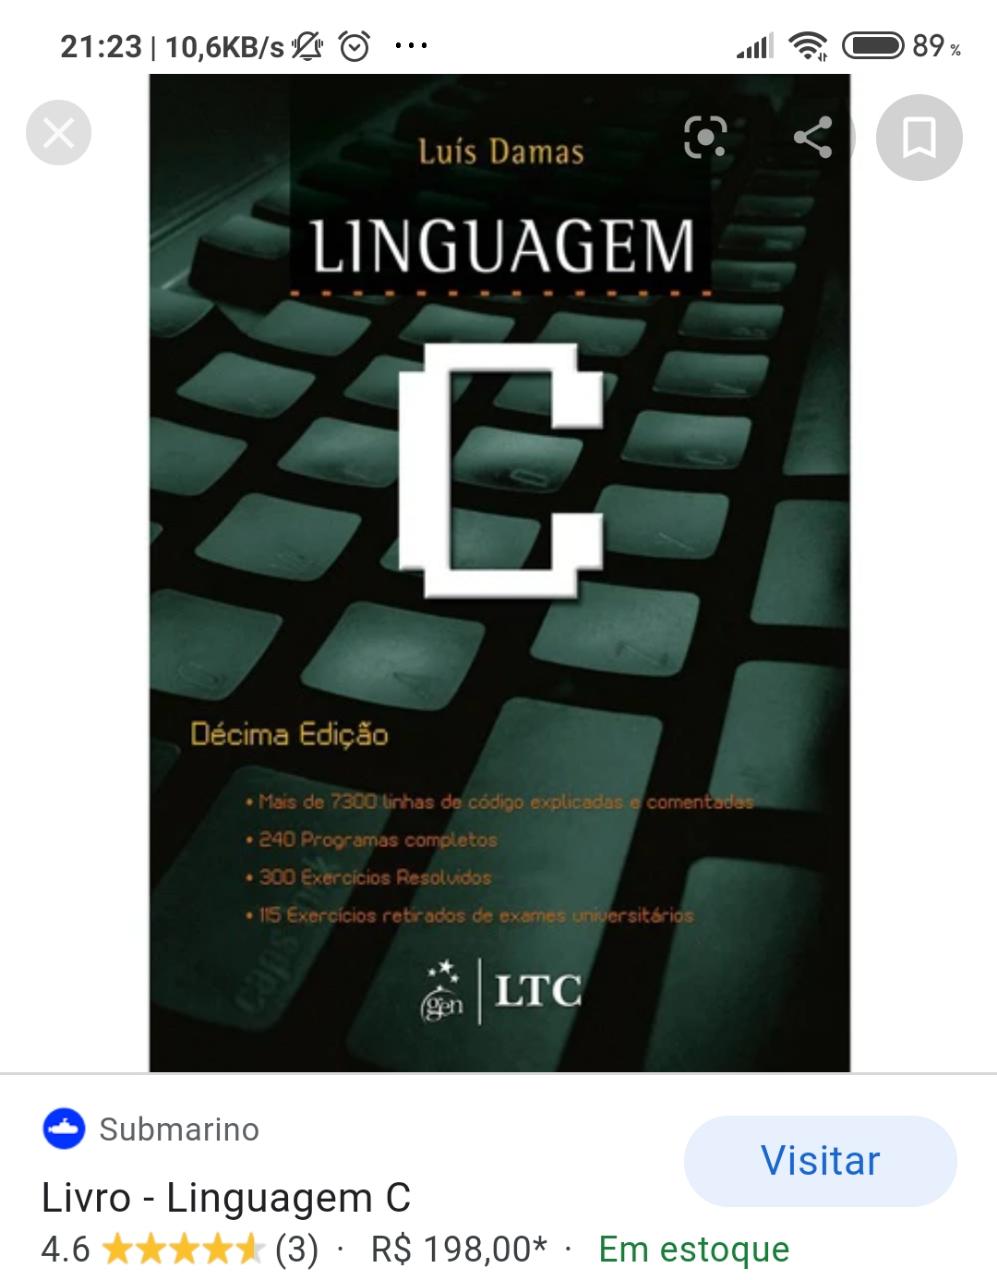 21:23 | 10,6KB/s ... 89 %
Luís Damas
LINGUAGEM
C
Décima Edição
• Mais de 7300 linhas de código explicadas e comentadas
• 240 Programas completos
• 300 Exercícios Resolvidos
• 115 Exercícios retirados de exames universitários
gen | LTC
Submarino
Visitar
Livro - Linguagem C
4.6 (3) · R$ 198,00* · Em estoque